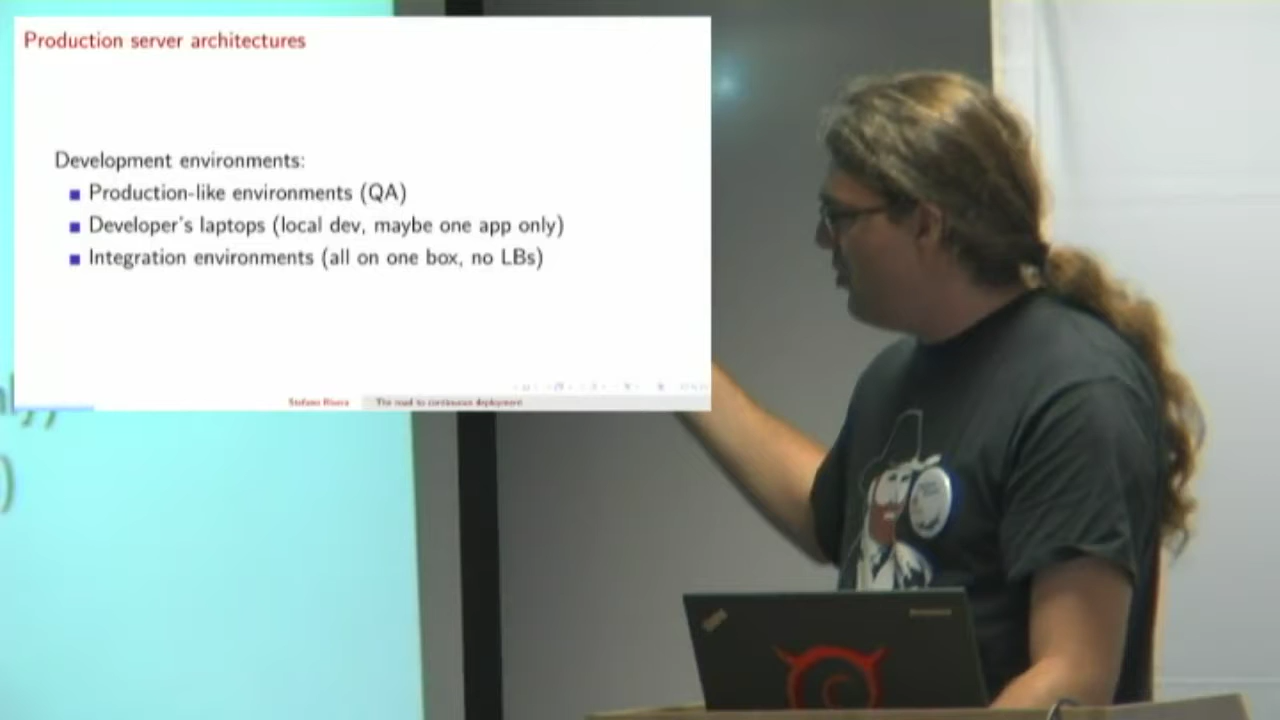 Production server architectures
Development environments:
Production-like environments (QA)
Developer's laptops (local dev, maybe one app only)
Integration environments (all on one box, no LBs)
Stefano Rivera
The road to continuous deployment